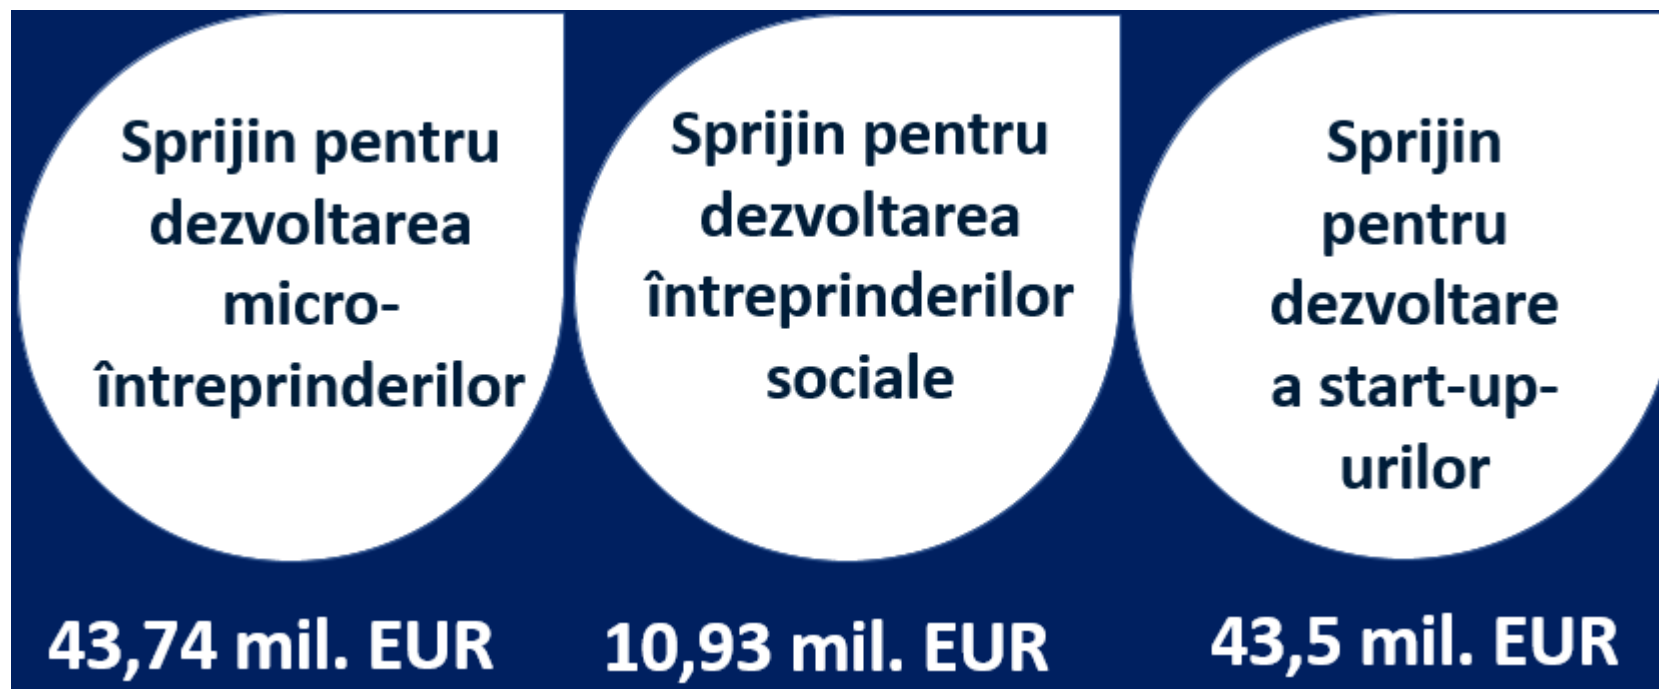 Sprijin pentru
dezvoltarea
micro-
întreprinderilor
43,74 mil. EUR
Sprijin pentru
dezvoltarea
întreprinderilor
sociale
10,93 mil. EUR
Sprijin
pentru
dezvoltare
a start-up-
urilor
43,5 mil. EUR